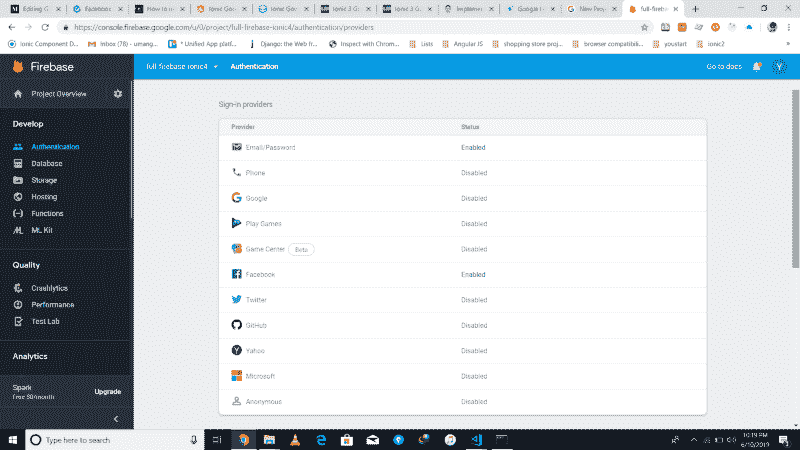 Editing G
Facebook
How to
Ionic Go
Ionic Go
Ionic 3 G
Ionic 3 G
Implemen
Google L
New Proj
full-fireb
https://console.firebase.google.com/u/0/project/full-firebase-ionic4/authentication/providers
Ionic Component D...
Inbox (78) - umang...
*Unified App platf...
Django: the Web fr...
Inspect with Chrom...
Lists
Angular JS
shopping store proj...
browser compatibili...
youstart
ionic2
Firebase
full-firebase-ionic4
Authentication
Go to docs
Y
Project Overview
Develop
Authentication
Database
Storage
Hosting
Functions
ML Kit
Quality
Crashlytics
Performance
Test Lab
Analytics
Spark
Free $0/month
Upgrade
Sign-in providers
Provider Status
Email/Password Enabled
Phone Disabled
Google Disabled
Play Games Disabled
Game Center Beta Disabled
Facebook Enabled
Twitter Disabled
GitHub Disabled
Yahoo Disabled
Microsoft Disabled
Anonymous Disabled
Type here to search
10:19 PM
6/10/2019